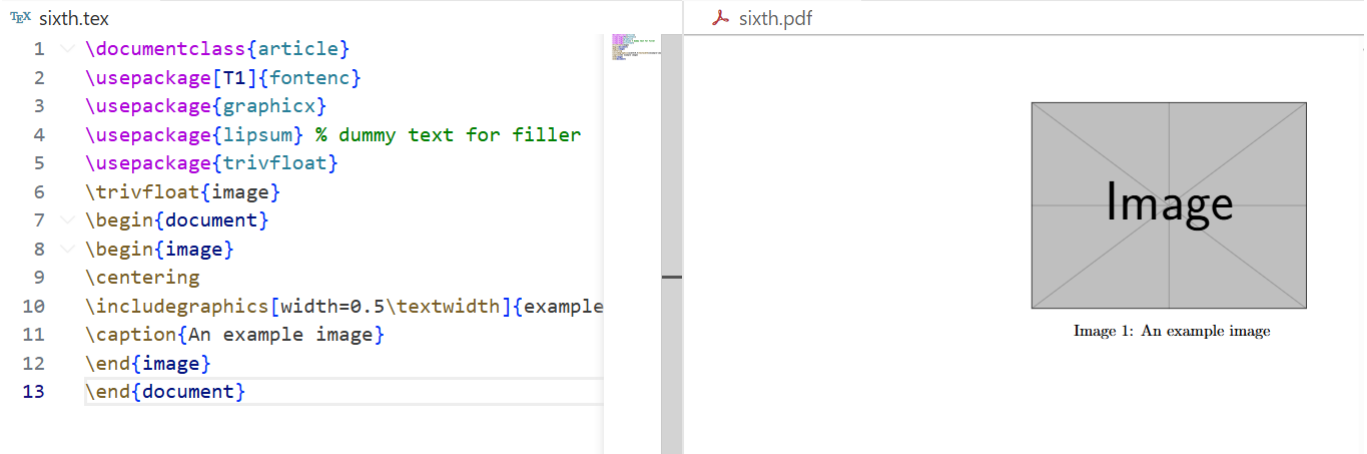 TEX sixth.tex
sixth.pdf
1 \documentclass{article}
2 \usepackage[T1]{fontenc}
3 \usepackage{graphicx}
4 \usepackage{lipsum} % dummy text for filler
5 \usepackage{trivfloat}
6 \trivfloat{image}
7 \begin{document}
8 \begin{image}
9 \centering
10 \includegraphics[width=0.5\textwidth]{example
11 \caption{An example image}
12 \end{image}
13 \end{document}
Image
Image 1: An example image